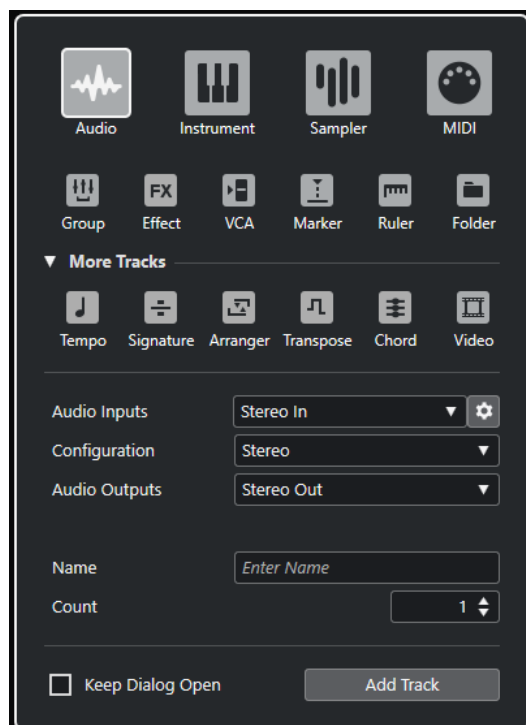 Audio Instrument Sampler MIDI
FX
Group Effect VCA Marker Ruler Folder
More Tracks
Tempo Signature Arranger Transpose Chord Video
Audio Inputs Stereo In
Configuration Stereo
Audio Outputs Stereo Out
Name Enter Name
Count 1
Keep Dialog Open Add Track